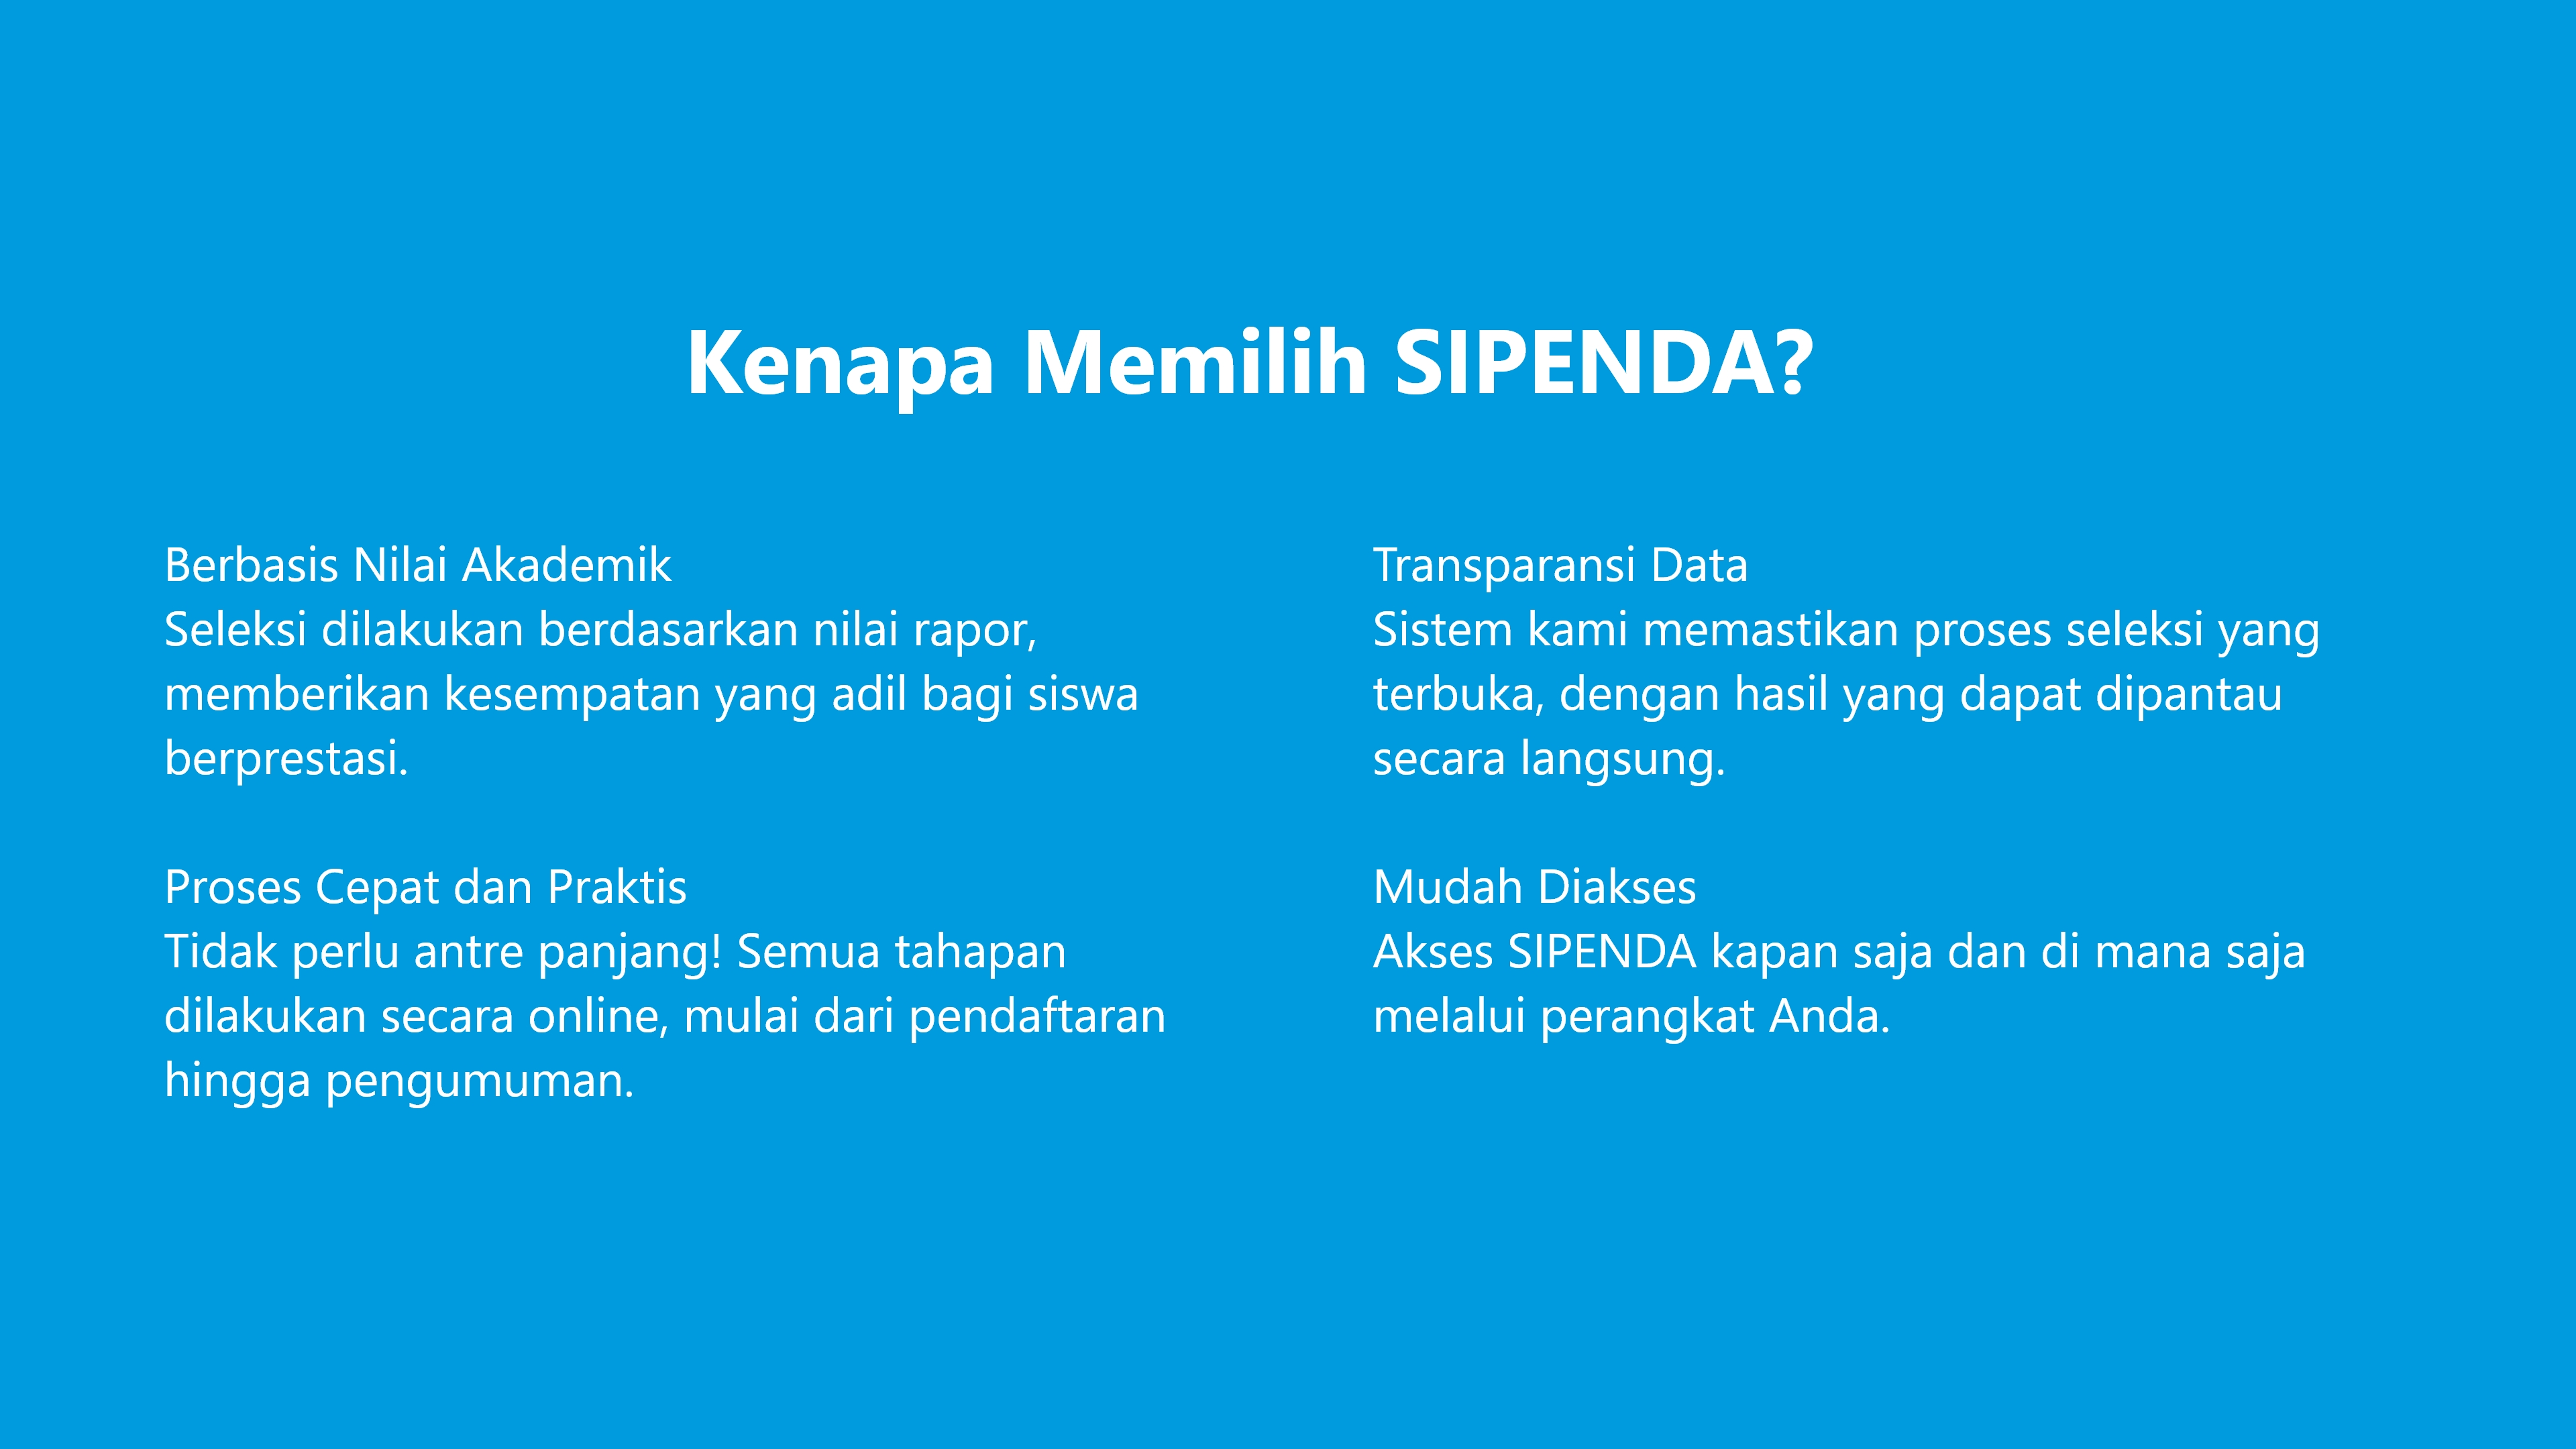 Kenapa Memilih SIPENDA?
Berbasis Nilai Akademik
Seleksi dilakukan berdasarkan nilai rapor,
memberikan kesempatan yang adil bagi siswa
berprestasi.
Proses Cepat dan Praktis
Tidak perlu antre panjang! Semua tahapan
dilakukan secara online, mulai dari pendaftaran
hingga pengumuman.
Transparansi Data
Sistem kami memastikan proses seleksi yang
terbuka, dengan hasil yang dapat dipantau
secara langsung.
Mudah Diakses
Akses SIPENDA kapan saja dan di mana saja
melalui perangkat Anda.